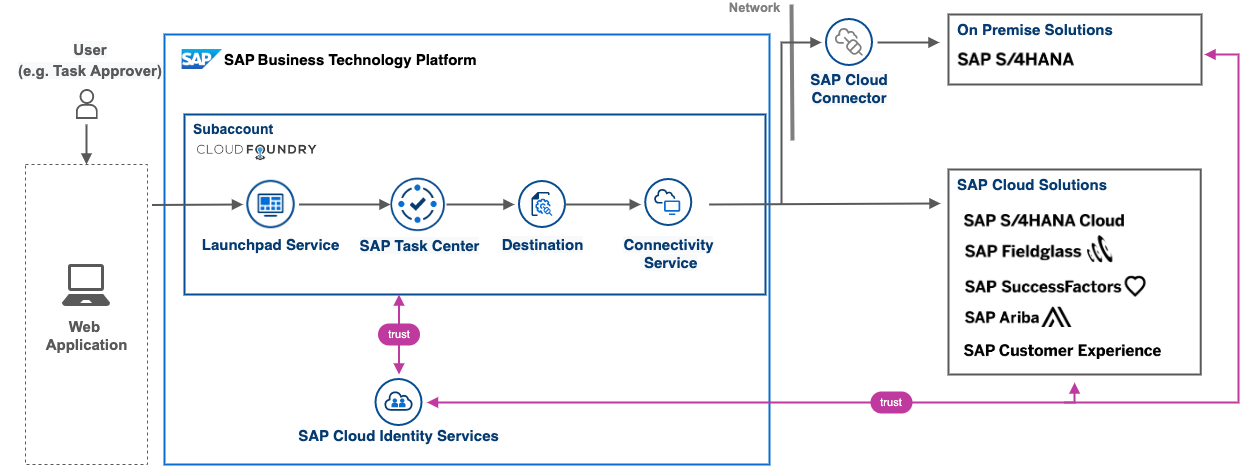 Network
User
(e.g. Task Approver)
SAP SAP Business Technology Platform
On Premise Solutions
SAP S/4HANA
SAP Cloud
Connector
Subaccount
CLOUD FOUNDRY
SAP Cloud Solutions
SAP S/4HANA Cloud
SAP Fieldglass
SAP SuccessFactors
SAP Ariba
SAP Customer Experience
Launchpad Service
SAP Task Center
Destination
Connectivity
Service
Web
Application
trust
trust
SAP Cloud Identity Services